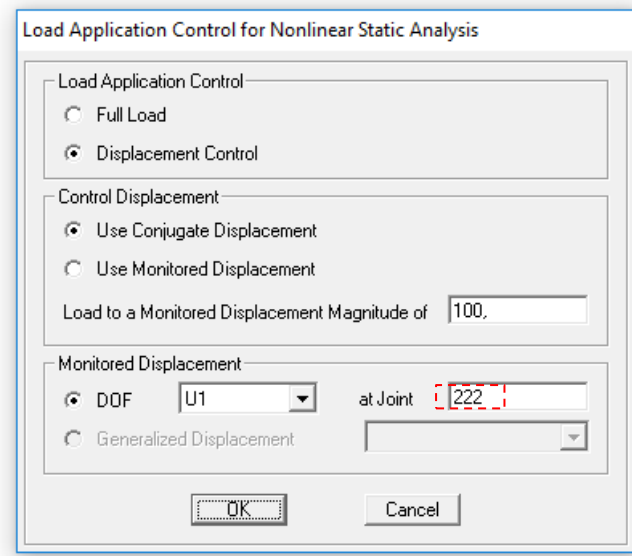 Load Application Control for Nonlinear Static Analysis
Load Application Control
Full Load
Displacement Control
Control Displacement
Use Conjugate Displacement
Use Monitored Displacement
Load to a Monitored Displacement Magnitude of 100,
Monitored Displacement
DOF U1 at Joint 222
Generalized Displacement
OK Cancel